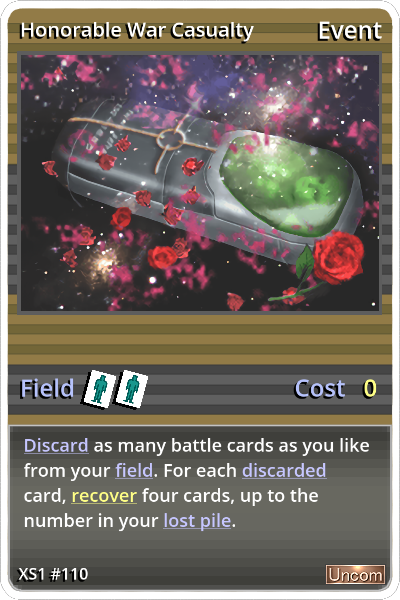 Honorable War Casualty
Event
Field
Cost 0
Discard as many battle cards as you like
from your field. For each discarded
card, recover four cards, up to the
number in your lost pile.
XS1 #110
Uncom